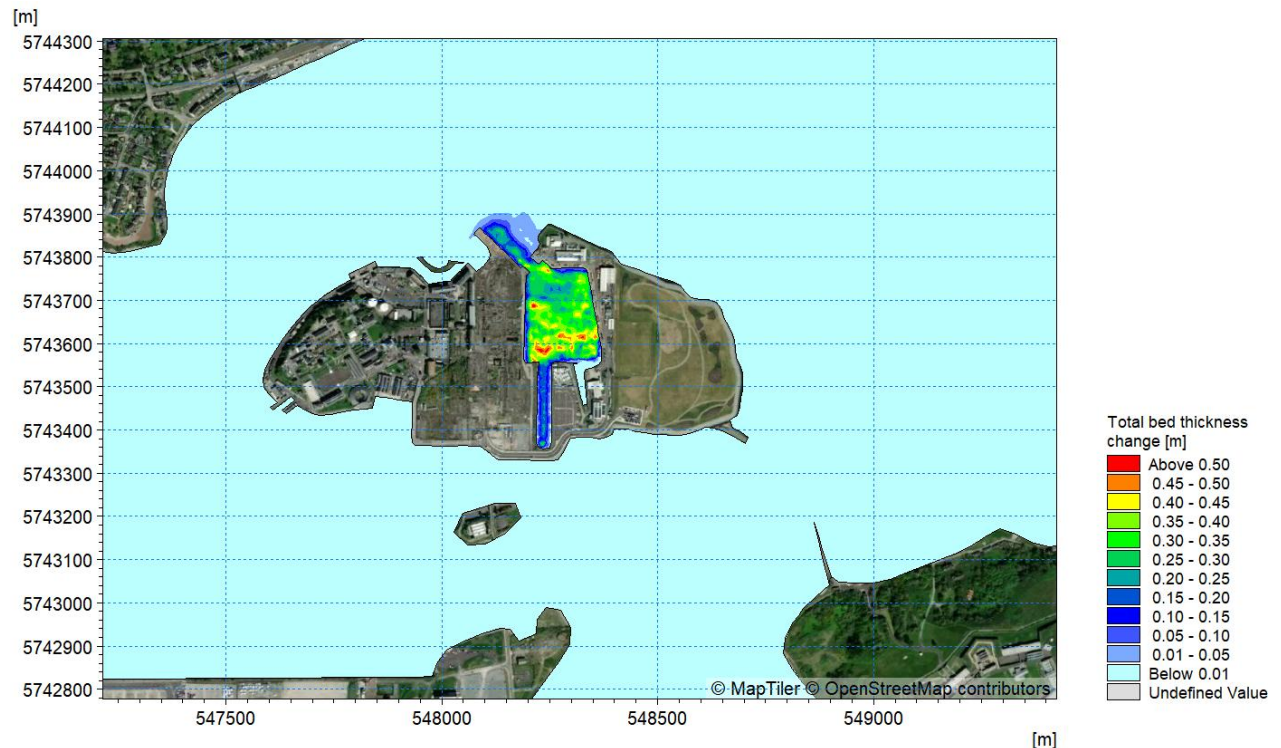 [m]
5744300
5744200
5744100
5744000
5743900
5743800
5743700
5743600
5743500
5743400
5743300
5743200
5743100
5743000
5742900
5742800
547500 548000 548500 549000
[m]
© MapTiler © OpenStreetMap contributors
Total bed thickness
change [m]
Above 0.50
0.45 - 0.50
0.40 - 0.45
0.35 - 0.40
0.30 - 0.35
0.25 - 0.30
0.20 - 0.25
0.15 - 0.20
0.10 - 0.15
0.05 - 0.10
0.01 - 0.05
Below 0.01
Undefined Value